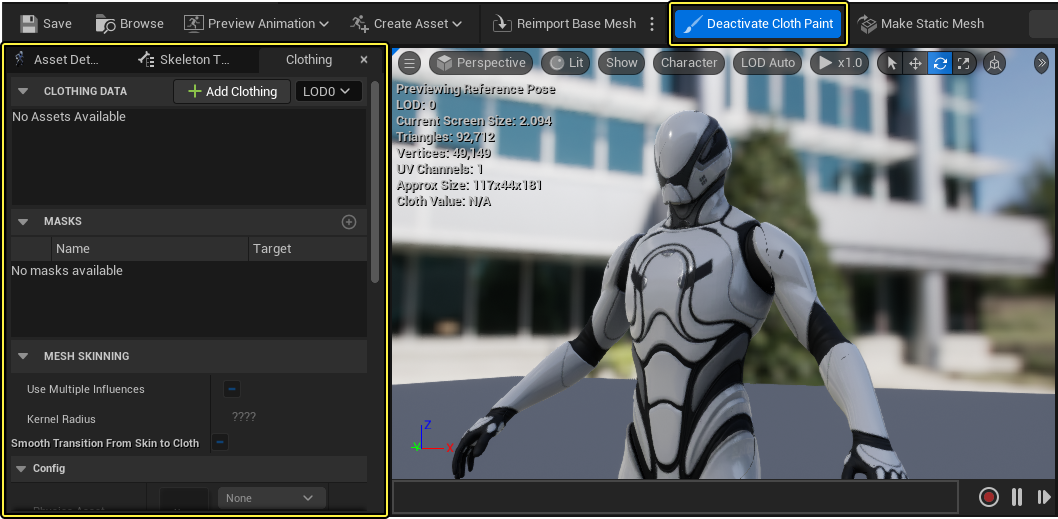 Save Browse Preview Animation Create Asset Reimport Base Mesh Deactivate Cloth Paint Make Static Mesh
Asset Det... Skeleton T... Clothing
CLOTHING DATA Add Clothing LOD0
No Assets Available
MASKS
Name Target
No masks available
MESH SKINNING
Use Multiple Influences
Kernel Radius ????
Smooth Transition From Skin to Cloth
Config
Physics Asset None
Perspective Lit Show Character LOD Auto x1.0
Previewing Reference Pose
LOD: 0
Current Screen Size: 2.094
Triangles: 92,712
Vertices: 49,149
UV Channels: 1
Approx Size: 117x44x181
Cloth Value: N/A
Z
Y X